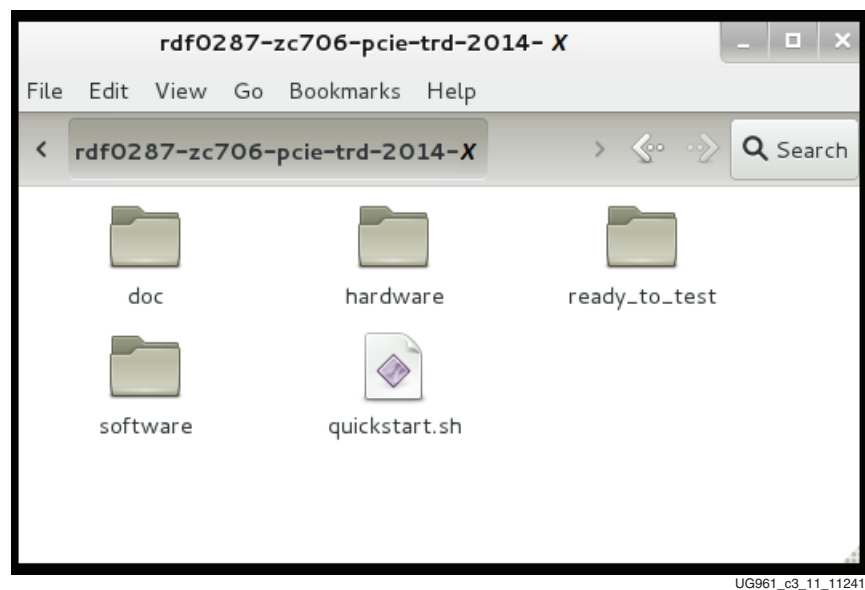 rdf0287-zc706-pcie-trd-2014- X
File Edit View Go Bookmarks Help
rdf0287-zc706-pcie-trd-2014-X Search
doc hardware ready_to_test
software quickstart.sh
UG961_c3_11_11241